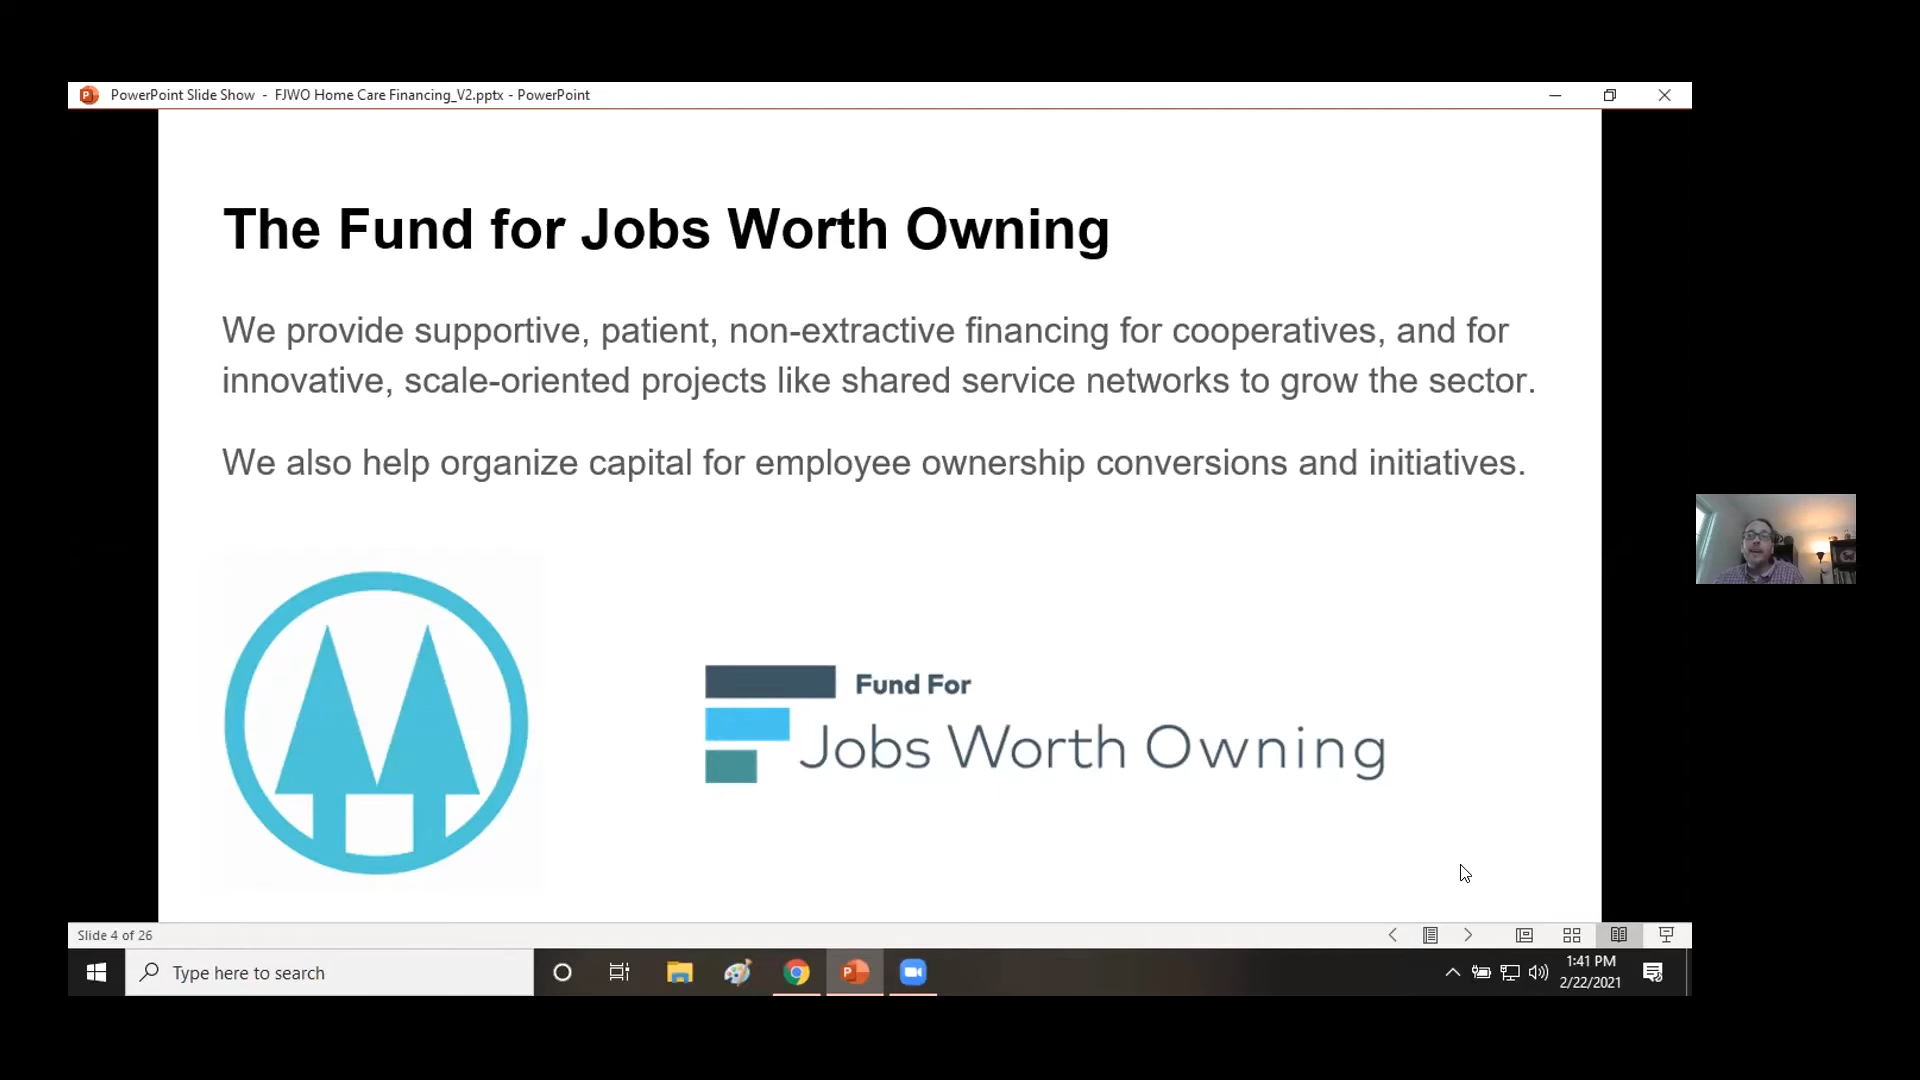 PowerPoint Slide Show - FJWO Home Care Financing_V2.pptx - PowerPoint
The Fund for Jobs Worth Owning
We provide supportive, patient, non-extractive financing for cooperatives, and for
innovative, scale-oriented projects like shared service networks to grow the sector.
We also help organize capital for employee ownership conversions and initiatives.
Fund For
Jobs Worth Owning
Slide 4 of 26
Type here to search
1:41 PM
2/22/2021